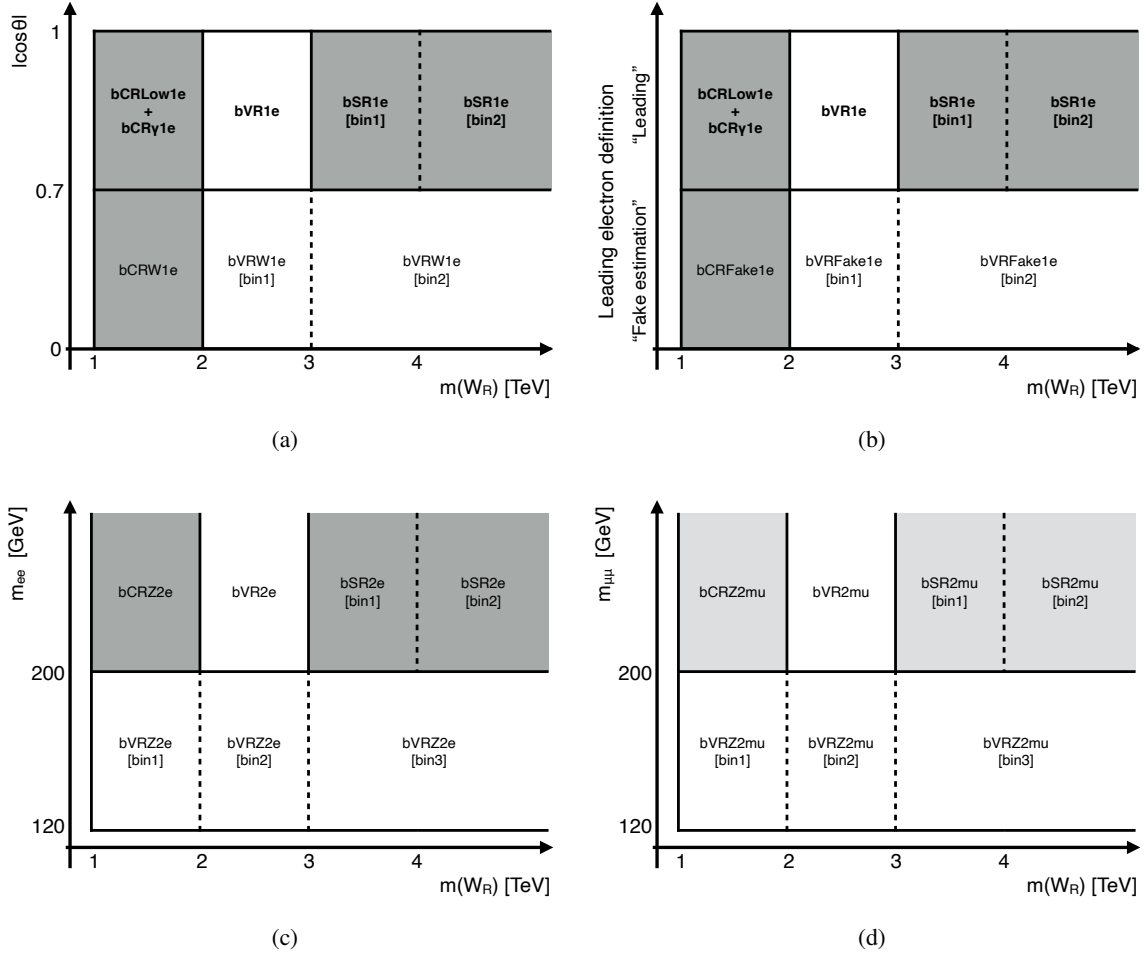 |cosθ|
1
0.7
0
bCRLow1e
+
bCRγ1e
bVR1e
bSR1e
[bin1]
bSR1e
[bin2]
bCRW1e
bVRW1e
[bin1]
bVRW1e
[bin2]
1
2
3
4
m(WR) [TeV]
(a)
Leading electron definition
“Fake estimation”
“Leading”
bCRLow1e
+
bCRγ1e
bVR1e
bSR1e
[bin1]
bSR1e
[bin2]
bCRFake1e
bVRFake1e
[bin1]
bVRFake1e
[bin2]
1
2
3
4
m(WR) [TeV]
(b)
mee [GeV]
200
120
bCRZ2e
bVR2e
bSR2e
[bin1]
bSR2e
[bin2]
bVRZ2e
[bin1]
bVRZ2e
[bin2]
bVRZ2e
[bin3]
1
2
3
4
m(WR) [TeV]
(c)
mμμ [GeV]
200
120
bCRZ2mu
bVR2mu
bSR2mu
[bin1]
bSR2mu
[bin2]
bVRZ2mu
[bin1]
bVRZ2mu
[bin2]
bVRZ2mu
[bin3]
1
2
3
4
m(WR) [TeV]
(d)